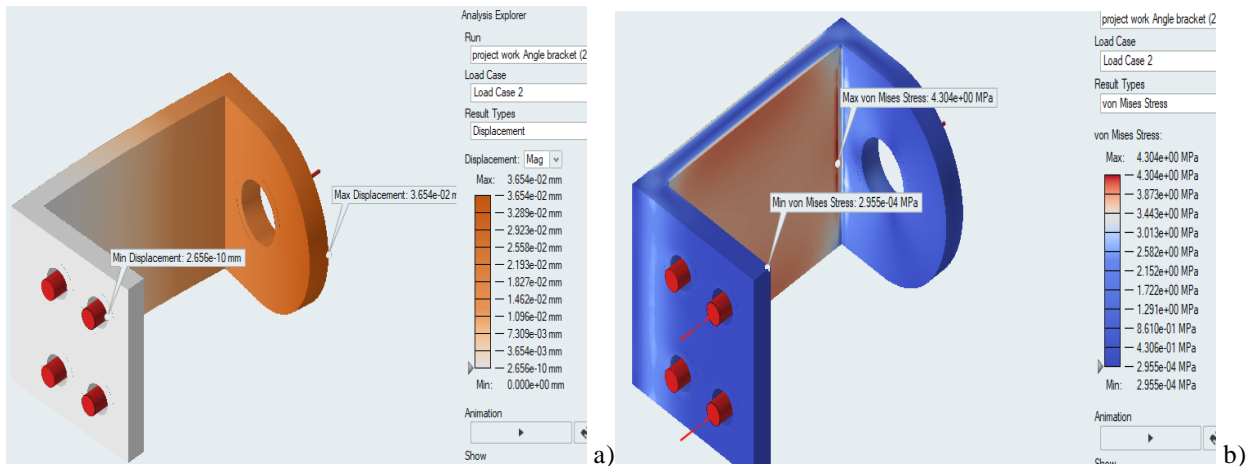 Analysis Explorer
Run
project work Angle bracket (2
Load Case
Load Case 2
Result Types
Displacement
Displacement: Mag
Max: 3.654e-02 mm
3.654e-02 mm
3.289e-02 mm
2.923e-02 mm
2.558e-02 mm
2.193e-02 mm
1.827e-02 mm
1.462e-02 mm
1.096e-02 mm
7.309e-03 mm
3.654e-03 mm
2.656e-10 mm
Min: 0.000e+00 mm
Animation
Show
Max Displacement: 3.654e-02 m
Min Displacement: 2.656e-10 mm
a)
project work Angle bracket (2
Load Case
Load Case 2
Result Types
von Mises Stress
von Mises Stress:
Max: 4.304e+00 MPa
4.304e+00 MPa
3.873e+00 MPa
3.443e+00 MPa
3.013e+00 MPa
2.582e+00 MPa
2.152e+00 MPa
1.722e+00 MPa
1.291e+00 MPa
8.610e-01 MPa
4.306e-01 MPa
2.955e-04 MPa
Min: 2.955e-04 MPa
Animation
Show
Max von Mises Stress: 4.304e+00 MPa
Min von Mises Stress: 2.955e-04 MPa
b)